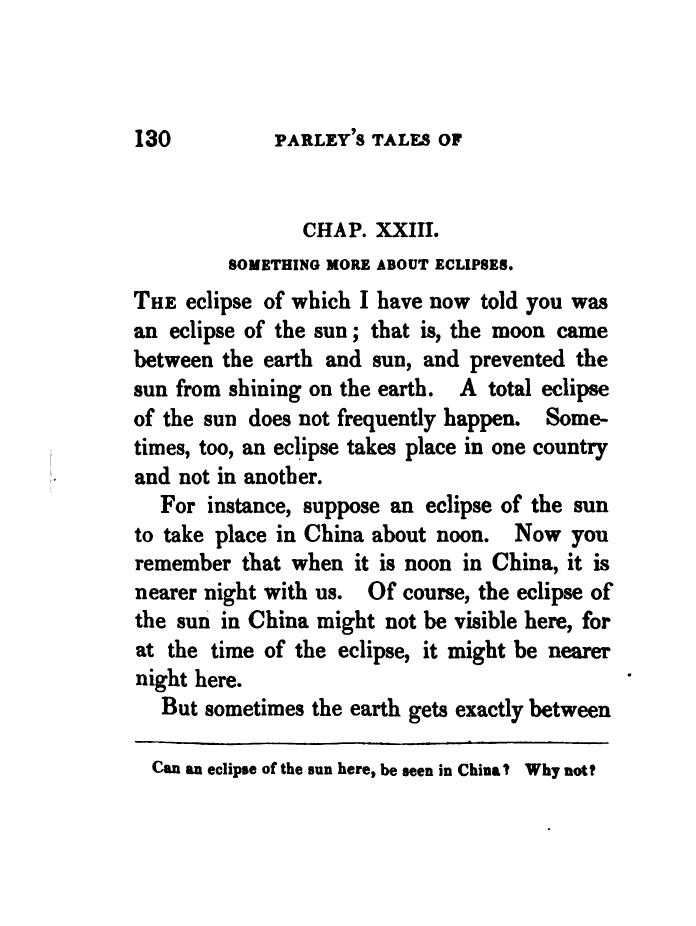 130 PARLEY'S TALES OF
CHAP. XXIII.
SOMETHING MORE ABOUT ECLIPSES.
THE eclipse of which I have now told you was
an eclipse of the sun; that is, the moon came
between the earth and sun, and prevented the
sun from shining on the earth. A total eclipse
of the sun does not frequently happen. Some-
times, too, an eclipse takes place in one country
and not in another.
For instance, suppose an eclipse of the sun
to take place in China about noon. Now you
remember that when it is noon in China, it is
nearer night with us. Of course, the eclipse of
the sun in China might not be visible here, for
at the time of the eclipse, it might be nearer
night here.
But sometimes the earth gets exactly between
Can an eclipse of the sun here, be seen in China? Why not?